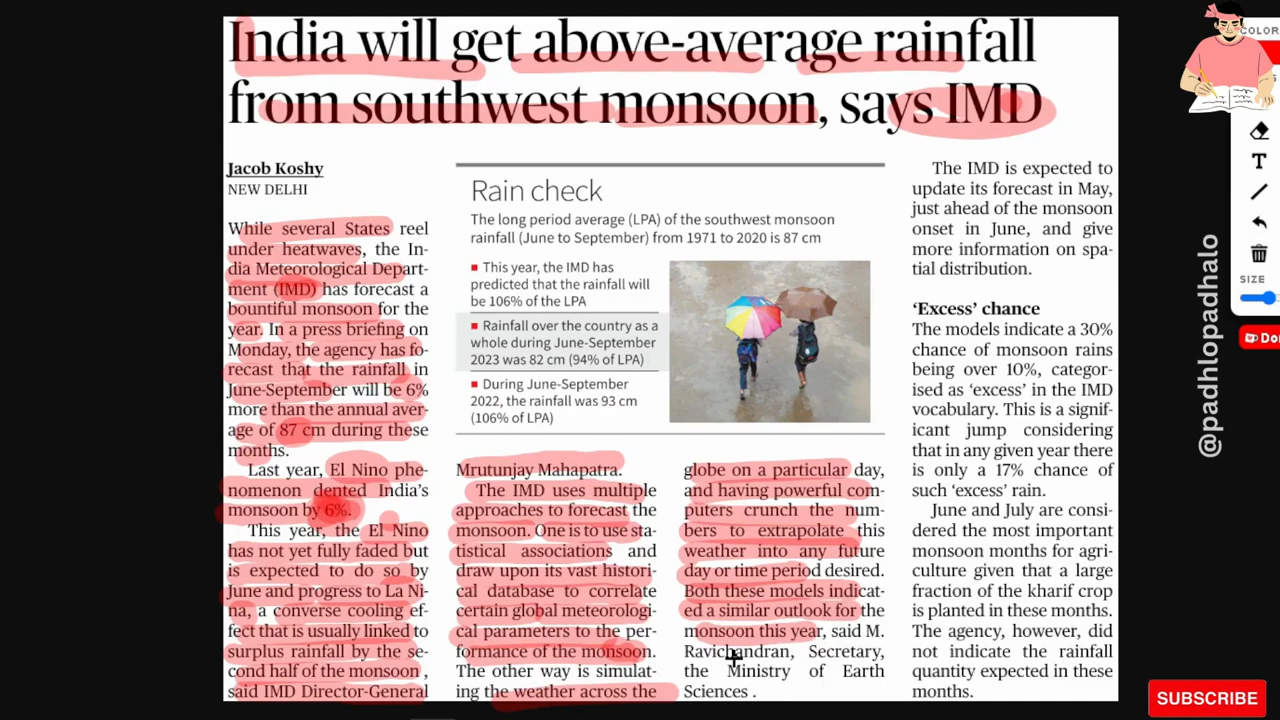 India will get above-average rainfall
from southwest monsoon, says IMD
Jacob Koshy
NEW DELHI
While several States reel
under heatwaves, the In-
dia Meteorological Depart-
ment (IMD) has forecast a
bountiful monsoon for the
year. In a press briefing on
Monday, the agency has fo-
recast that the rainfall in
June-September will be 6%
more than the annual aver-
age of 87 cm during these
months.
Last year, El Nino phe-
nomenon dented India's
monsoon by 6%.
This year, the El Nino
has not yet fully faded but
is expected to do so by
June and progress to La Ni-
na, a converse cooling ef-
fect that is usually linked to
surplus rainfall by the se-
cond half of the monsoon ,
said IMD Director-General
Rain check
The long period average (LPA) of the southwest monsoon
rainfall (June to September) from 1971 to 2020 is 87 cm
This year, the IMD has
predicted that the rainfall will
be 106% of the LPA
Rainfall over the country as a
whole during June-September
2023 was 82 cm (94% of LPA)
During June-September
2022, the rainfall was 93 cm
(106% of LPA)
Mrutunjay Mahapatra.
The IMD uses multiple
approaches to forecast the
monsoon. One is to use sta-
tistical associations and
draw upon its vast histori-
cal database to correlate
certain global meteorologi-
cal parameters to the per-
formance of the monsoon.
The other way is simulat-
ing the weather across the
globe on a particular day,
and having powerful com-
puters crunch the num-
bers to extrapolate this
weather into any future
day or time period desired.
Both these models indicat-
ed a similar outlook for the
monsoon this year, said M.
Ravichandran, Secretary,
the Ministry of Earth
Sciences .
The IMD is expected to
update its forecast in May,
just ahead of the monsoon
onset in June, and give
more information on spa-
tial distribution.
'Excess' chance
The models indicate a 30%
chance of monsoon rains
being over 10%, categor-
ised as 'excess' in the IMD
vocabulary. This is a signif-
icant jump considering
that in any given year there
is only a 17% chance of
such 'excess' rain.
June and July are consi-
dered the most important
monsoon months for agri-
culture given that a large
fraction of the kharif crop
is planted in these months.
The agency, however, did
not indicate the rainfall
quantity expected in these
months.
@padhlopadhalo
COLOR
T
SIZE
Do
SUBSCRIBE